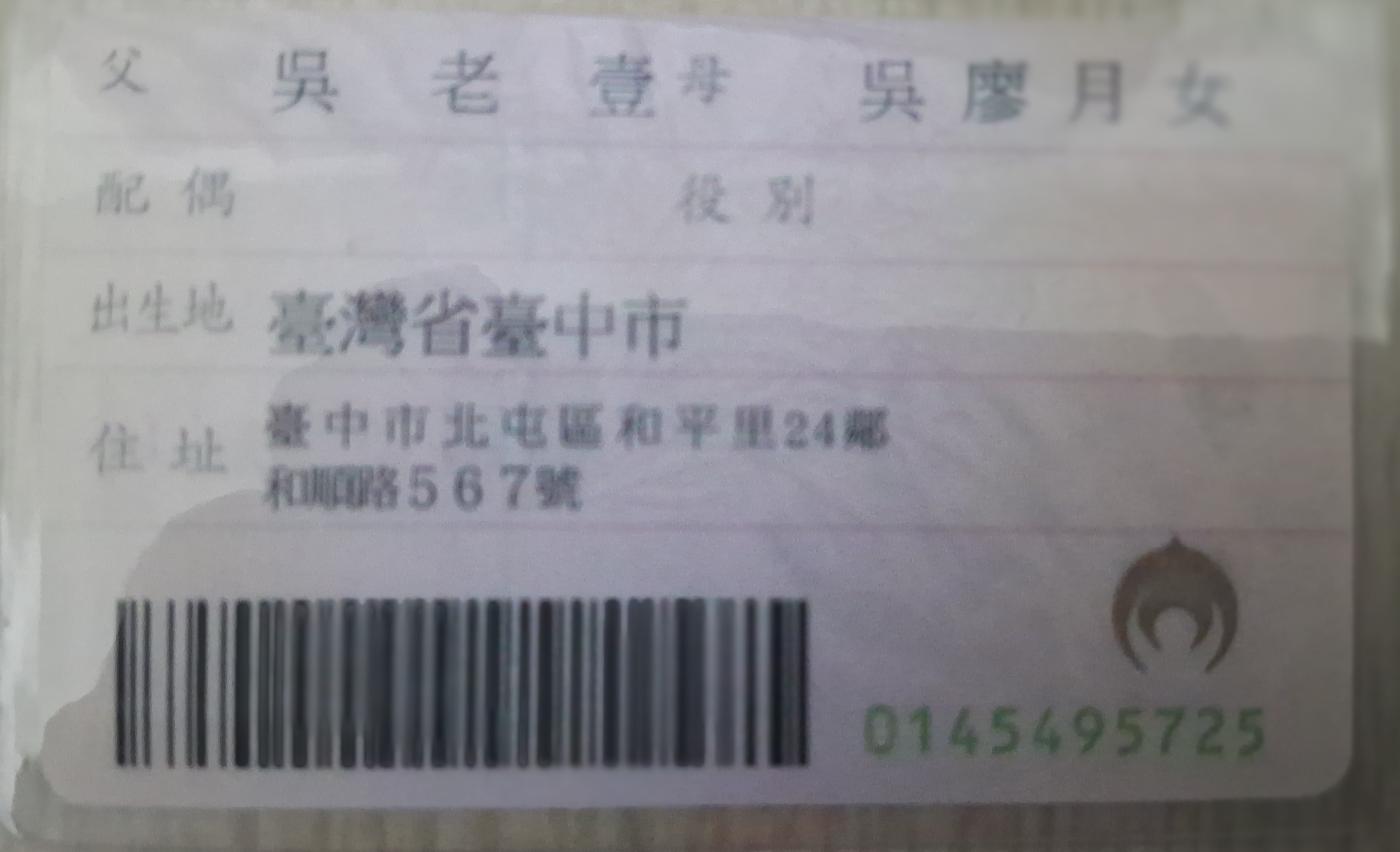 父 吳老壹 母 吳廖月女
配偶 役別
出生地 臺灣省臺中市
住址 臺中市北屯區和平里24鄰
和順路567號
0145495725